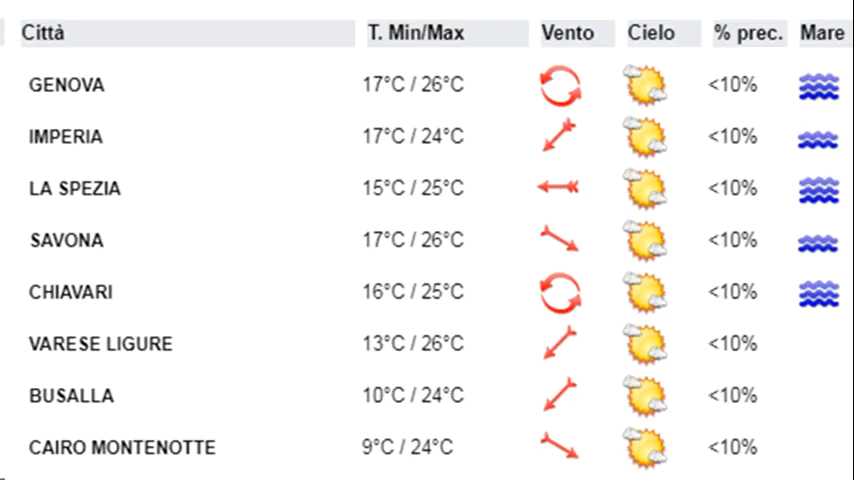 Città T. Min/Max Vento Cielo % prec. Mare
GENOVA 17°C / 26°C <10%
IMPERIA 17°C / 24°C <10%
LA SPEZIA 15°C / 25°C <10%
SAVONA 17°C / 26°C <10%
CHIAVARI 16°C / 25°C <10%
VARESE LIGURE 13°C / 26°C <10%
BUSALLA 10°C / 24°C <10%
CAIRO MONTENOTTE 9°C / 24°C <10%